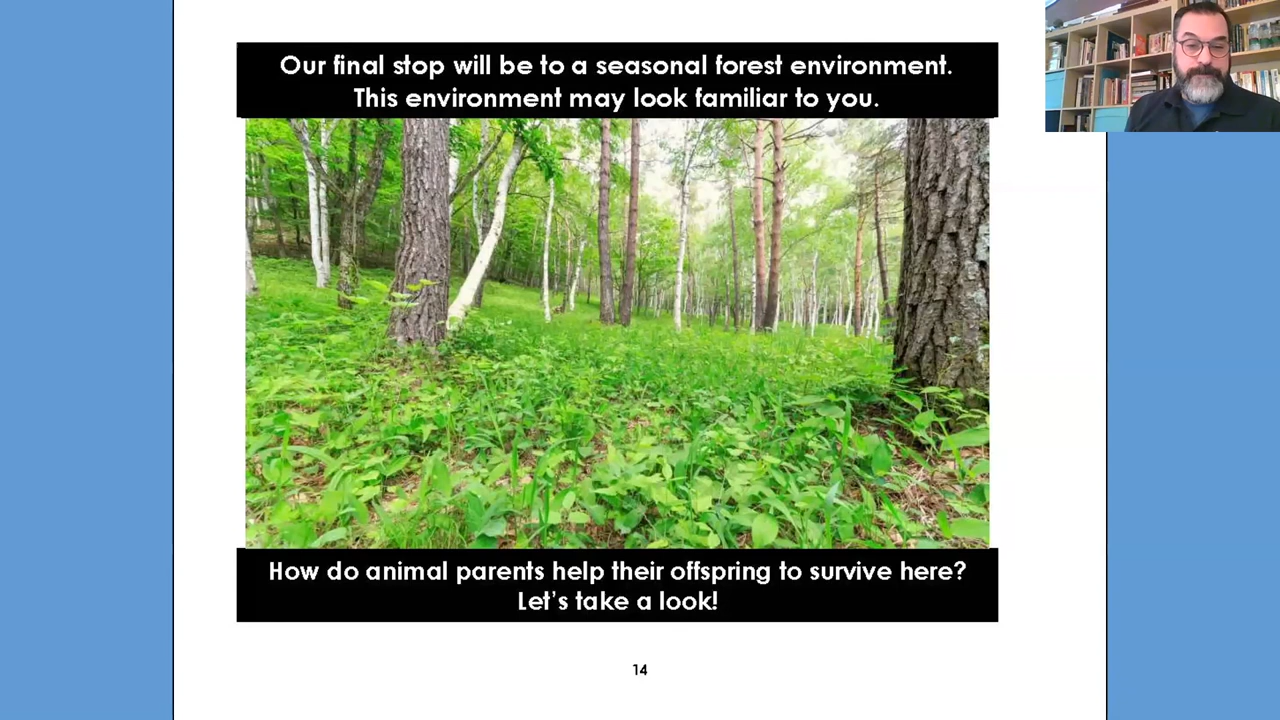 Our final stop will be to a seasonal forest environment.
This environment may look familiar to you.
How do animal parents help their offspring to survive here?
Let's take a look!
14